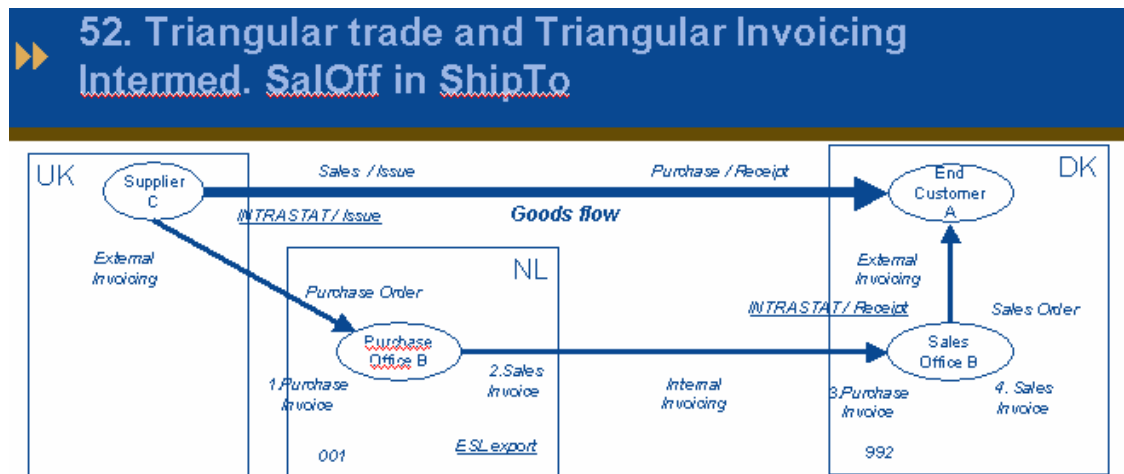 52. Triangular trade and Triangular Invoicing
Intermed. SalOff in ShipTo
UK
Supplier
C
Sales / Issue
Purchase / Receipt
End
Customer
A
DK
INTRASTAT / Issue
Goods flow
External
Invoicing
NL
External
Invoicing
Purchase Order
INTRASTAT / Receipt
Sales Order
Purchase
Office B
Sales
Office B
1.Purchase
Invoice
2.Sales
Invoice
Internal
Invoicing
3.Purchase
Invoice
4. Sales
Invoice
001
ESL export
992